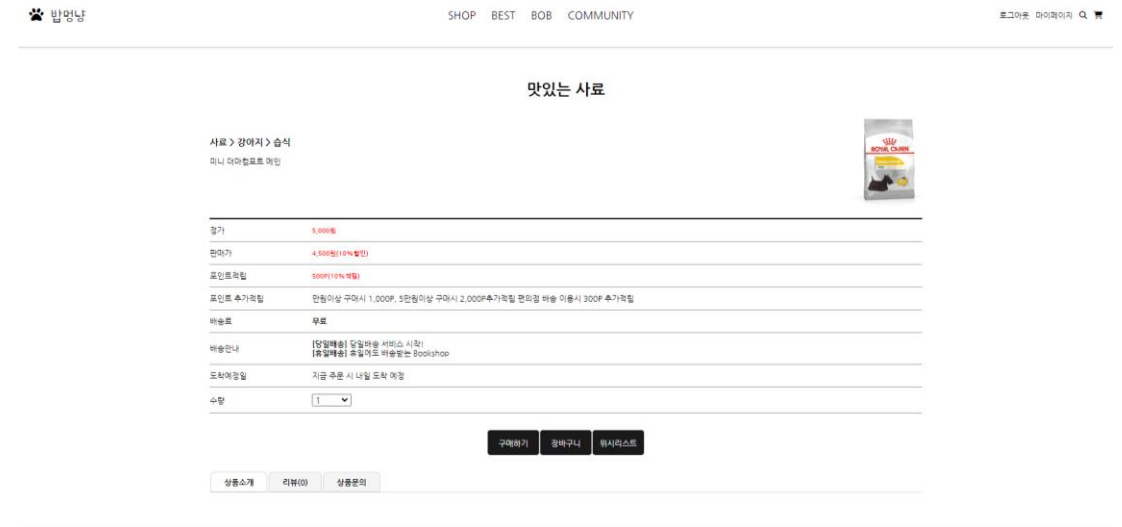 밥멍냥
SHOP BEST BOB COMMUNITY
로그아웃 마이페이지
맛있는 사료
사료 > 강아지 > 습식
미니 더마컴포트 메인
ROYAL CANIN
정가 5,000원
판매가 4,500원(10%할인)
포인트적립 500P(10%적립)
포인트 추가적립 만원이상 구매시 1,000P, 5만원이상 구매시 2,000P추가적립 편의점 배송 이용시 300P 추가적립
배송료 무료
배송안내 [당일배송] 당일배송 서비스 시작!
[휴일배송] 휴일에도 배송받는 Bookshop
도착예정일 지금 주문 시 내일 도착 예정
수량 1
구매하기 장바구니 위시리스트
상품소개 리뷰(0) 상품문의